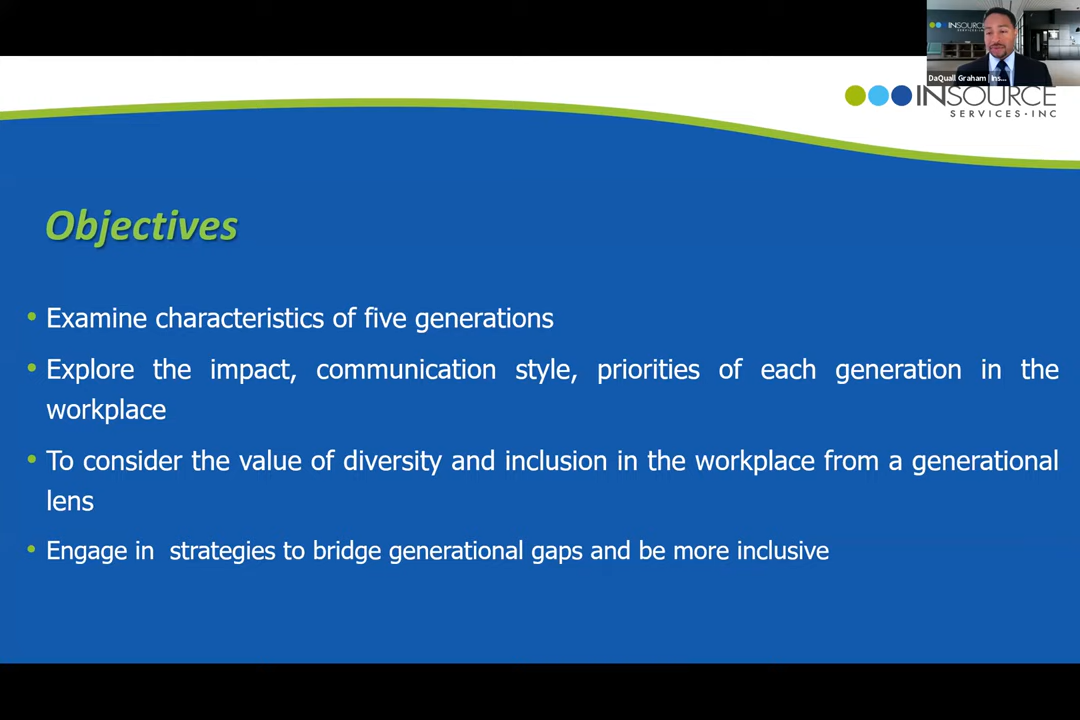 INSOURCE
DaQuall Graham | Ins...
INSOURCE
SERVICES·INC
Objectives
• Examine characteristics of five generations
• Explore the impact, communication style, priorities of each generation in the
workplace
• To consider the value of diversity and inclusion in the workplace from a generational
lens
• Engage in strategies to bridge generational gaps and be more inclusive